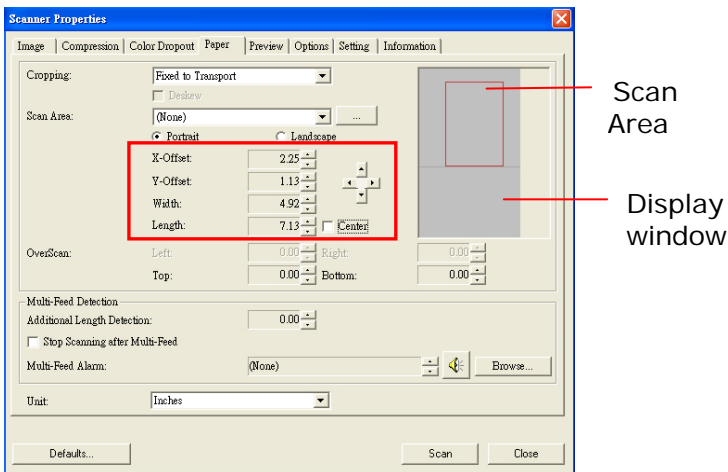 Scanner Properties
Image Compression Color Dropout Paper Preview Options Setting Information
Cropping: Fixed to Transport
Deskew
Scan Area: (None) ...
Portrait Landscape
X-Offset: 2.25
Y-Offset: 1.13
Width: 4.92
Length: 7.13 Center
OverScan: Left: 0.00 Right: 0.00
Top: 0.00 Bottom: 0.00
Multi-Feed Detection
Additional Length Detection: 0.00
Stop Scanning after Multi-Feed
Multi-Feed Alarm: (None) Browse...
Unit: Inches
Defaults... Scan Close
Scan
Area
Display
window